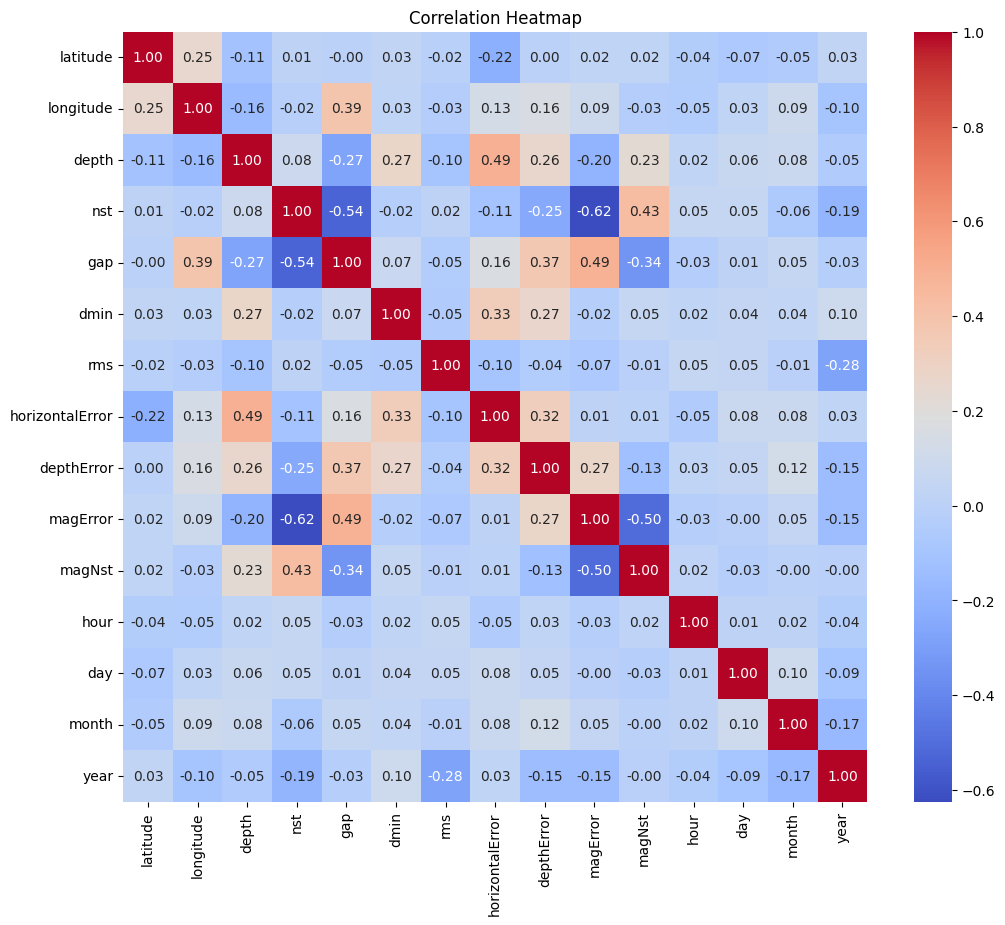 Correlation Heatmap
latitude 1.00 0.25 -0.11 0.01 -0.00 0.03 -0.02 -0.22 0.00 0.02 0.02 -0.04 -0.07 -0.05 0.03
longitude 0.25 1.00 -0.16 -0.02 0.39 0.03 -0.03 0.13 0.16 0.09 -0.03 -0.05 0.03 0.09 -0.10
depth -0.11 -0.16 1.00 0.08 -0.27 0.27 -0.10 0.49 0.26 -0.20 0.23 0.02 0.06 0.08 -0.05
nst 0.01 -0.02 0.08 1.00 -0.54 -0.02 0.02 -0.11 -0.25 -0.62 0.43 0.05 0.05 -0.06 -0.19
gap -0.00 0.39 -0.27 -0.54 1.00 0.07 -0.05 0.16 0.37 0.49 -0.34 -0.03 0.01 0.05 -0.03
dmin 0.03 0.03 0.27 -0.02 0.07 1.00 -0.05 0.33 0.27 -0.02 0.05 0.02 0.04 0.04 0.10
rms -0.02 -0.03 -0.10 0.02 -0.05 -0.05 1.00 -0.10 -0.04 -0.07 -0.01 0.05 0.05 -0.01 -0.28
horizontalError -0.22 0.13 0.49 -0.11 0.16 0.33 -0.10 1.00 0.32 0.01 0.01 -0.05 0.08 0.08 0.03
depthError 0.00 0.16 0.26 -0.25 0.37 0.27 -0.04 0.32 1.00 0.27 -0.13 0.03 0.05 0.12 -0.15
magError 0.02 0.09 -0.20 -0.62 0.49 -0.02 -0.07 0.01 0.27 1.00 -0.50 -0.03 -0.00 0.05 -0.15
magNst 0.02 -0.03 0.23 0.43 -0.34 0.05 -0.01 0.01 -0.13 -0.50 1.00 0.02 -0.03 -0.00 -0.00
hour -0.04 -0.05 0.02 0.05 -0.03 0.02 0.05 -0.05 0.03 -0.03 0.02 1.00 0.01 0.02 -0.04
day -0.07 0.03 0.06 0.05 0.01 0.04 0.05 0.08 0.05 -0.00 -0.03 0.01 1.00 0.10 -0.09
month -0.05 0.09 0.08 -0.06 0.05 0.04 -0.01 0.08 0.12 0.05 -0.00 0.02 0.10 1.00 -0.17
year 0.03 -0.10 -0.05 -0.19 -0.03 0.10 -0.28 0.03 -0.15 -0.15 -0.00 -0.04 -0.09 -0.17 1.00
latitude longitude depth nst gap dmin rms horizontalError depthError magError magNst hour day month year
1.0
0.8
0.6
0.4
0.2
0.0
−0.2
−0.4
−0.6